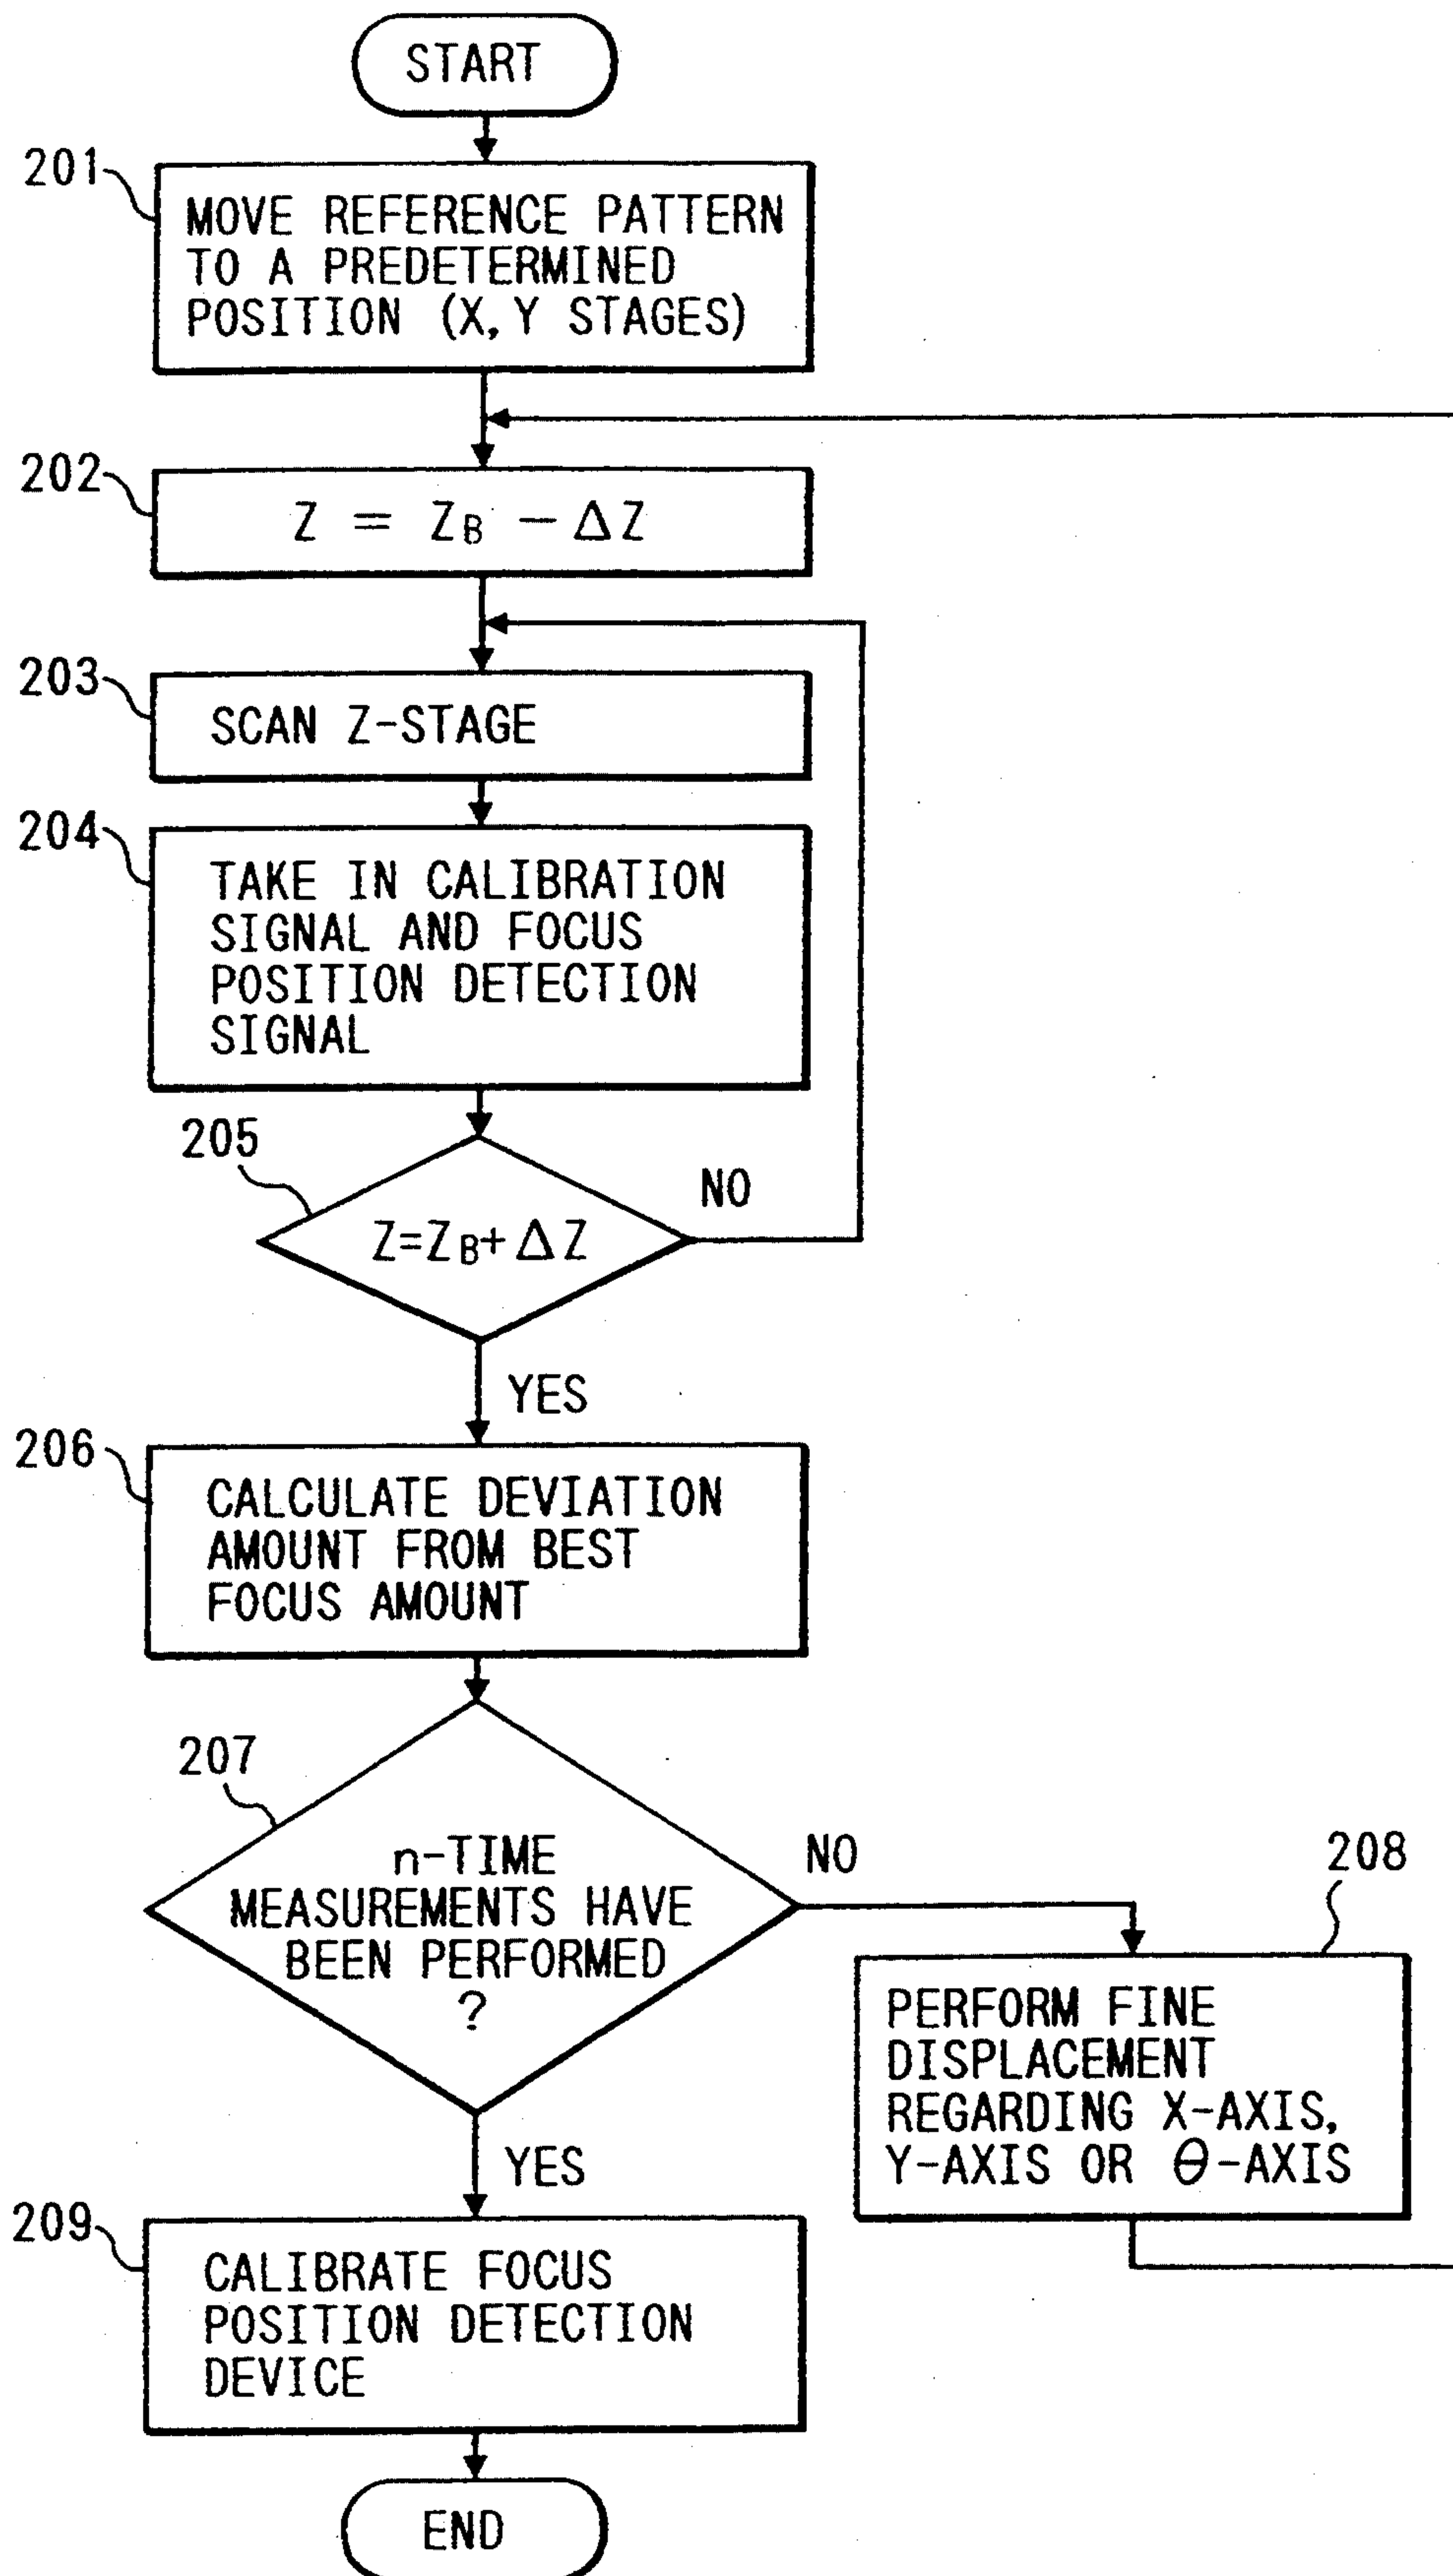 START
201
MOVE REFERENCE PATTERN
TO A PREDETERMINED
POSITION (X, Y STAGES)
202
Z = ZB - ΔZ
203
SCAN Z-STAGE
204
TAKE IN CALIBRATION
SIGNAL AND FOCUS
POSITION DETECTION
SIGNAL
205
Z=ZB+ΔZ
NO
YES
206
CALCULATE DEVIATION
AMOUNT FROM BEST
FOCUS AMOUNT
207
n-TIME
MEASUREMENTS HAVE
BEEN PERFORMED
?
NO
208
PERFORM FINE
DISPLACEMENT
REGARDING X-AXIS,
Y-AXIS OR θ-AXIS
YES
209
CALIBRATE FOCUS
POSITION DETECTION
DEVICE
END